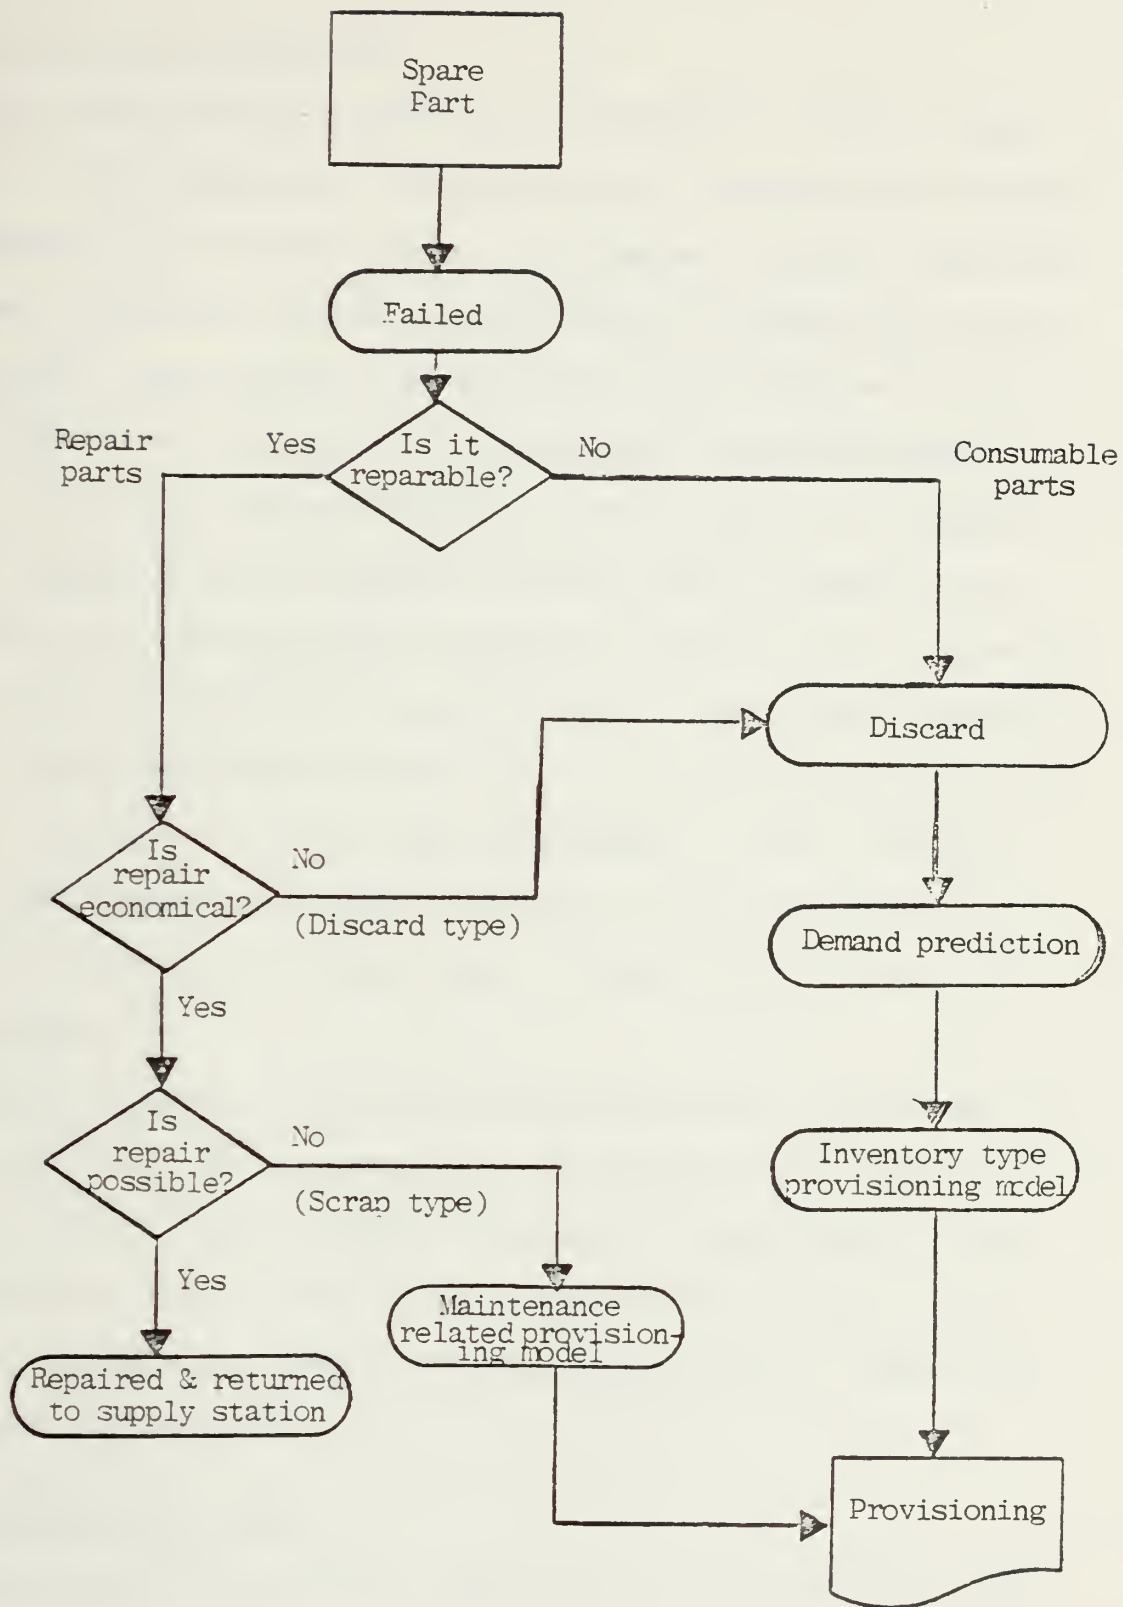 Spare
Part
Failed
Is it
reparable?
Yes
No
Repair
parts
Consumable
parts
Discard
Is
repair
economical?
No
(Discard type)
Yes
Demand prediction
Is
repair
possible?
No
(Scrap type)
Yes
Inventory type
provisioning model
Maintenance
related provision-
ing model
Repaired & returned
to supply station
Provisioning